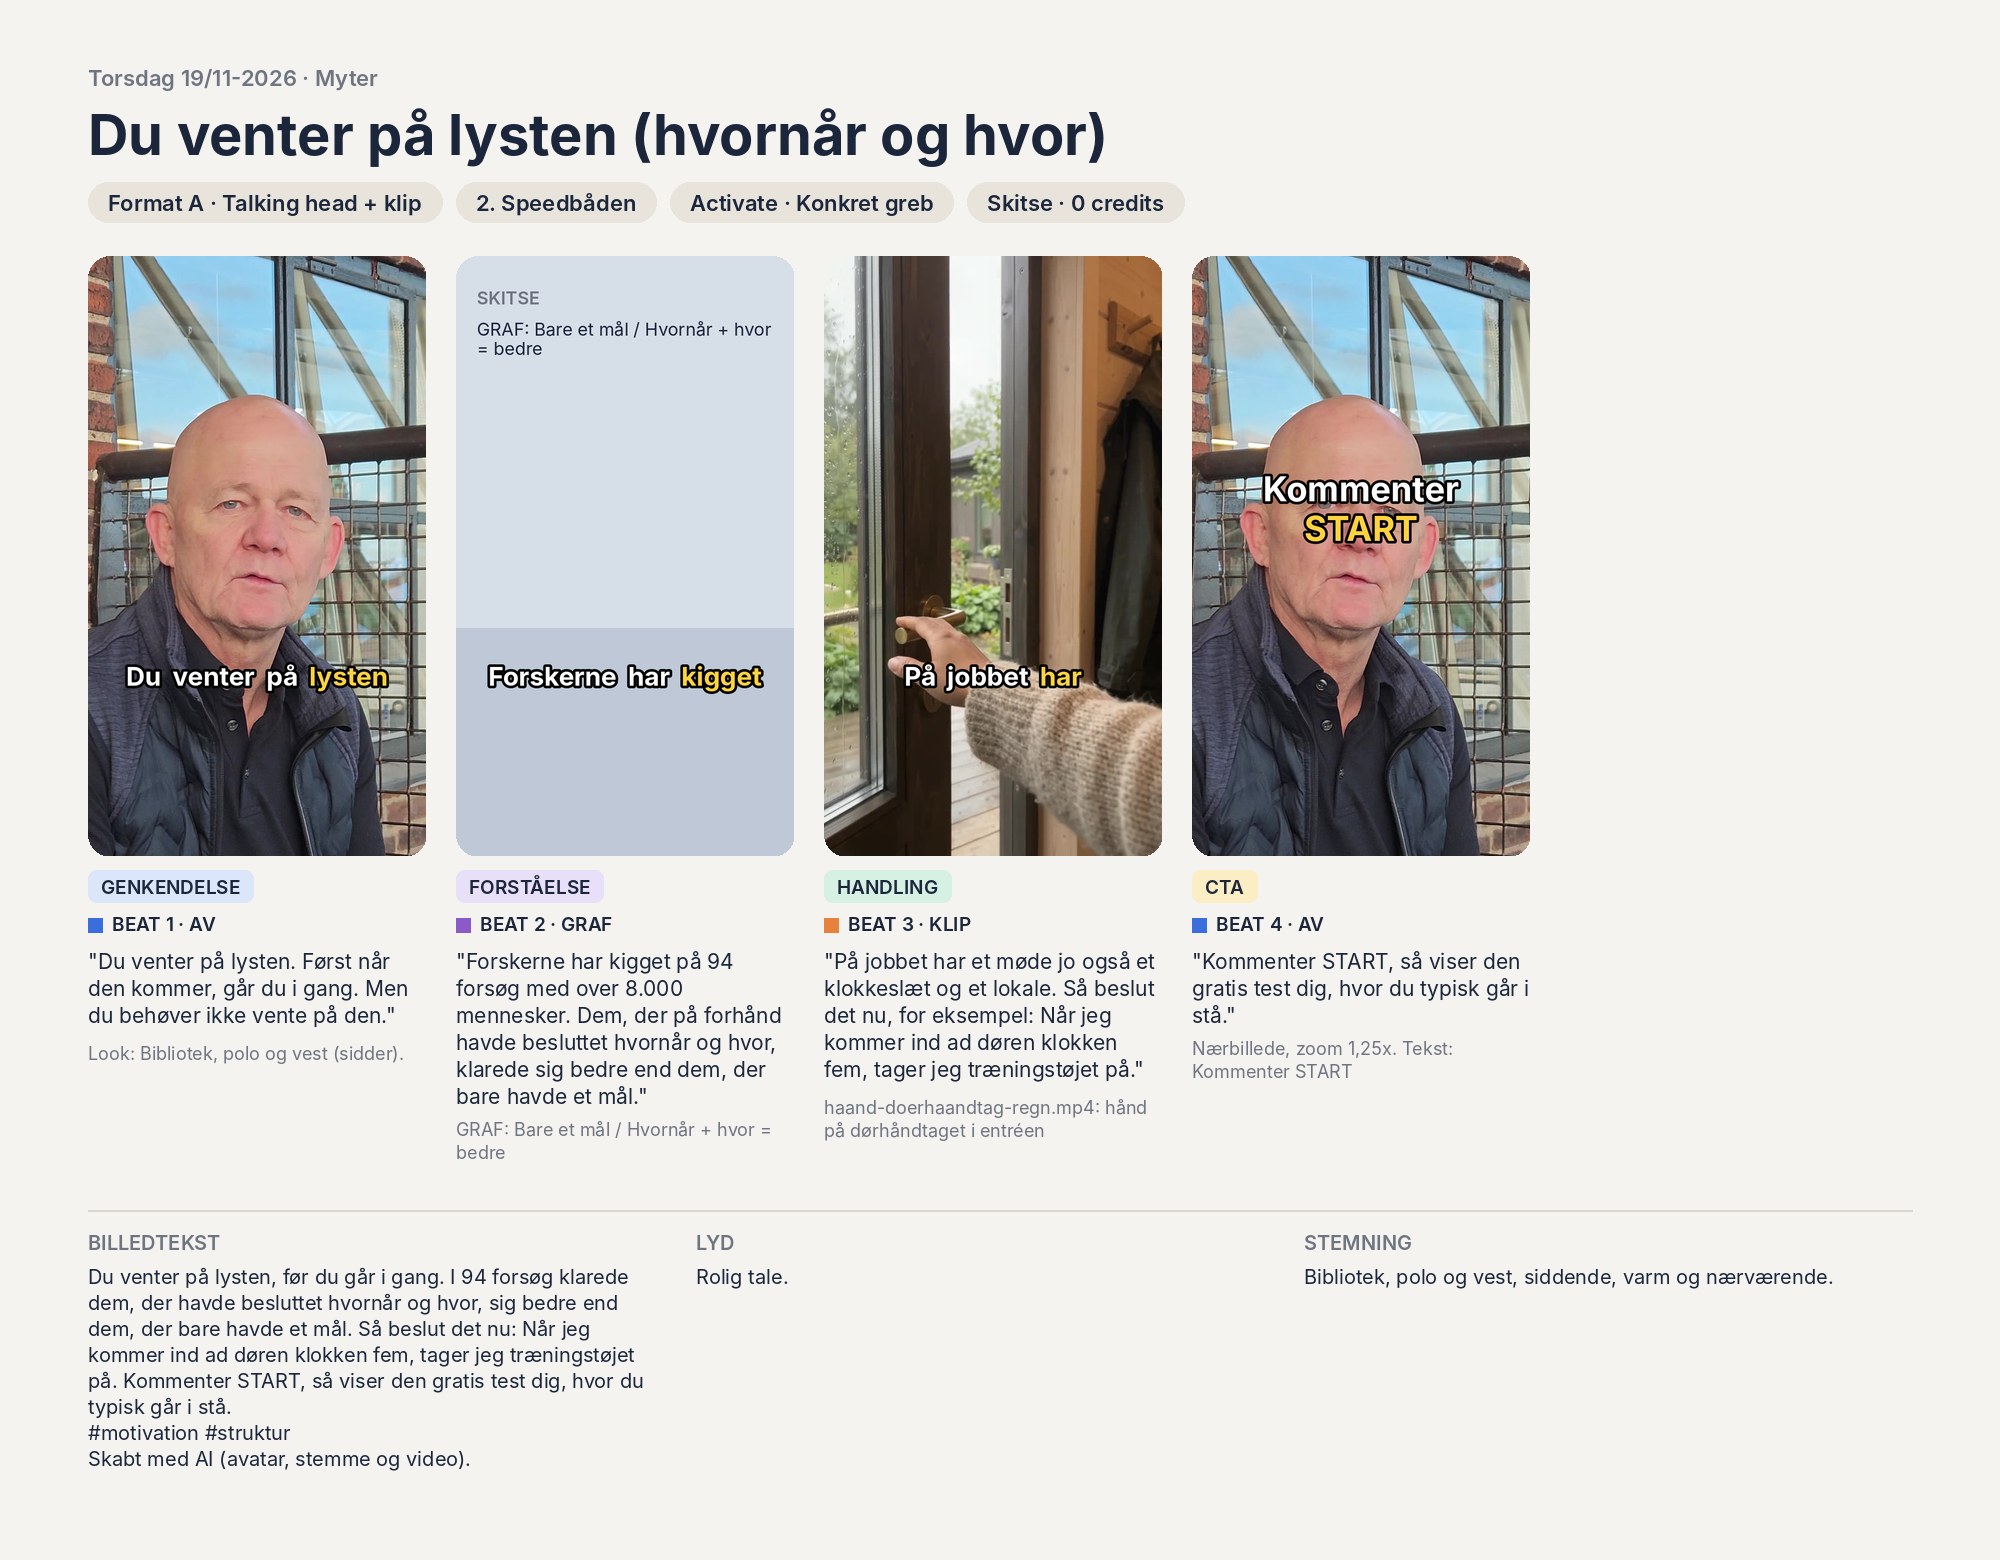 Torsdag 19/11-2026 · Myter
Du venter på lysten (hvornår og hvor)
Format A · Talking head + klip
2. Speedbåden
Activate · Konkret greb
Skitse · 0 credits
Du venter på lysten
SKITSE
GRAF: Bare et mål / Hvornår + hvor
= bedre
Forskerne har kigget
På jobbet har
Kommenter
START
GENKENDELSE
BEAT 1 · AV
"Du venter på lysten. Først når
den kommer, går du i gang. Men
du behøver ikke vente på den."
Look: Bibliotek, polo og vest (sidder).
FORSTÅELSE
BEAT 2 · GRAF
"Forskerne har kigget på 94
forsøg med over 8.000
mennesker. Dem, der på forhånd
havde besluttet hvornår og hvor,
klarede sig bedre end dem, der
bare havde et mål."
GRAF: Bare et mål / Hvornår + hvor =
bedre
HANDLING
BEAT 3 · KLIP
"På jobbet har et møde jo også et
klokkeslæt og et lokale. Så beslut
det nu, for eksempel: Når jeg
kommer ind ad døren klokken
fem, tager jeg træningstøjet på."
haand-doerhaandtag-regn.mp4: hånd
på dørhåndtaget i entréen
CTA
BEAT 4 · AV
"Kommenter START, så viser den
gratis test dig, hvor du typisk går i
stå."
Nærbillede, zoom 1,25x. Tekst:
Kommenter START
BILLEDTEKST
Du venter på lysten, før du går i gang. I 94 forsøg klarede
dem, der havde besluttet hvornår og hvor, sig bedre end
dem, der bare havde et mål. Så beslut det nu: Når jeg
kommer ind ad døren klokken fem, tager jeg træningstøjet
på. Kommenter START, så viser den gratis test dig, hvor du
typisk går i stå.
#motivation #struktur
Skabt med AI (avatar, stemme og video).
LYD
Rolig tale.
STEMNING
Bibliotek, polo og vest, siddende, varm og nærværende.